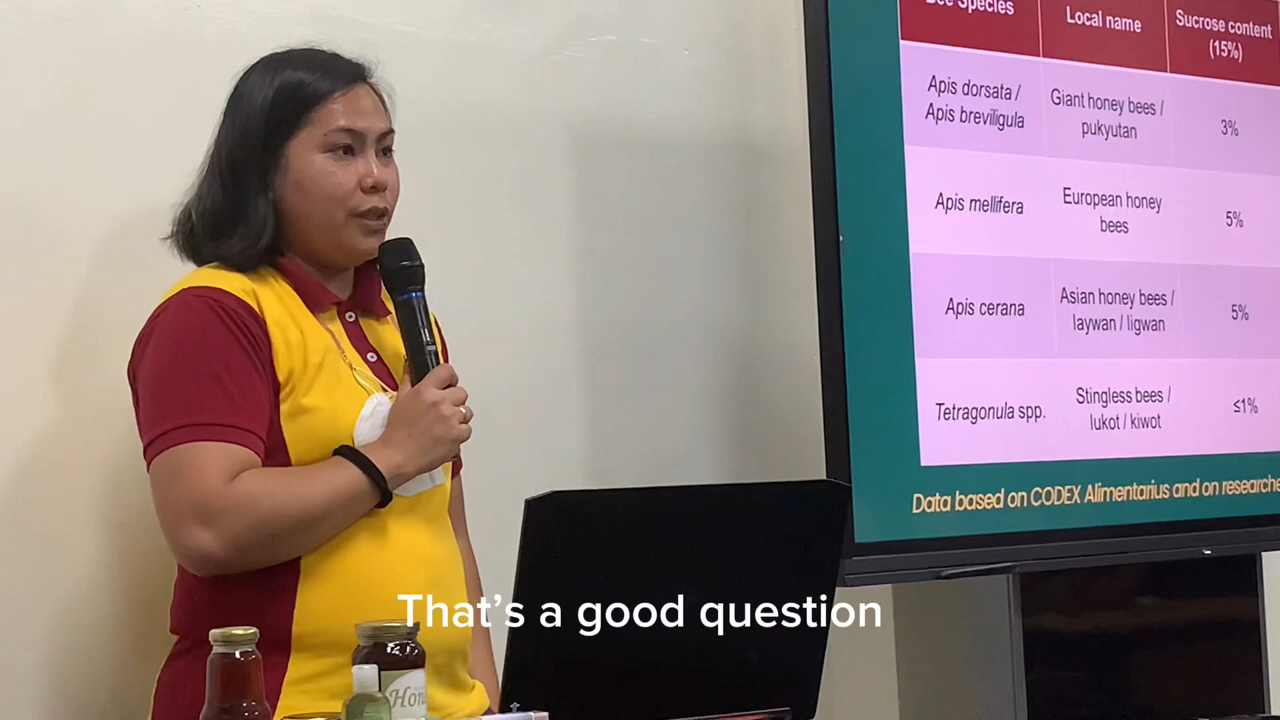 Bee Species
Local name
Sucrose content
(15%)
Apis dorsata /
Apis breviligula
Giant honey bees /
pukyutan
3%
Apis mellifera
European honey
bees
5%
Apis cerana
Asian honey bees /
laywan / ligwan
5%
Tetragonula spp.
Stingless bees /
lukot / kiwot
≤1%
Data based on CODEX Alimentarius and on researche
That's a good question
Hon